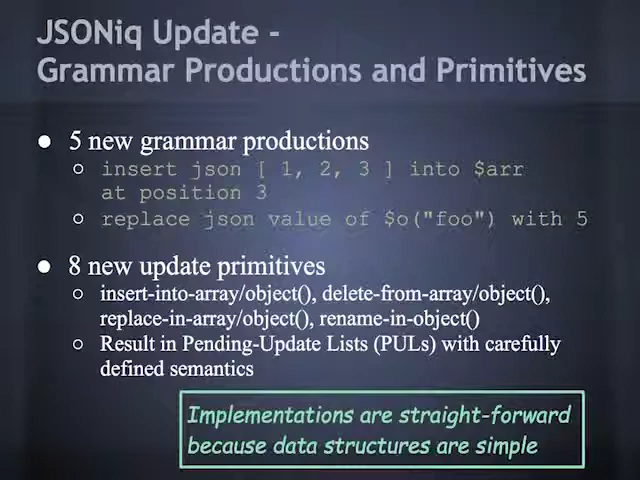 JSONiq Update -
Grammar Productions and Primitives
● 5 new grammar productions
○ insert json [ 1, 2, 3 ] into $arr
at position 3
○ replace json value of $o("foo") with 5
● 8 new update primitives
○ insert-into-array/object(), delete-from-array/object(),
replace-in-array/object(), rename-in-object()
○ Result in Pending-Update Lists (PULs) with carefully
defined semantics
Implementations are straight-forward
because data structures are simple